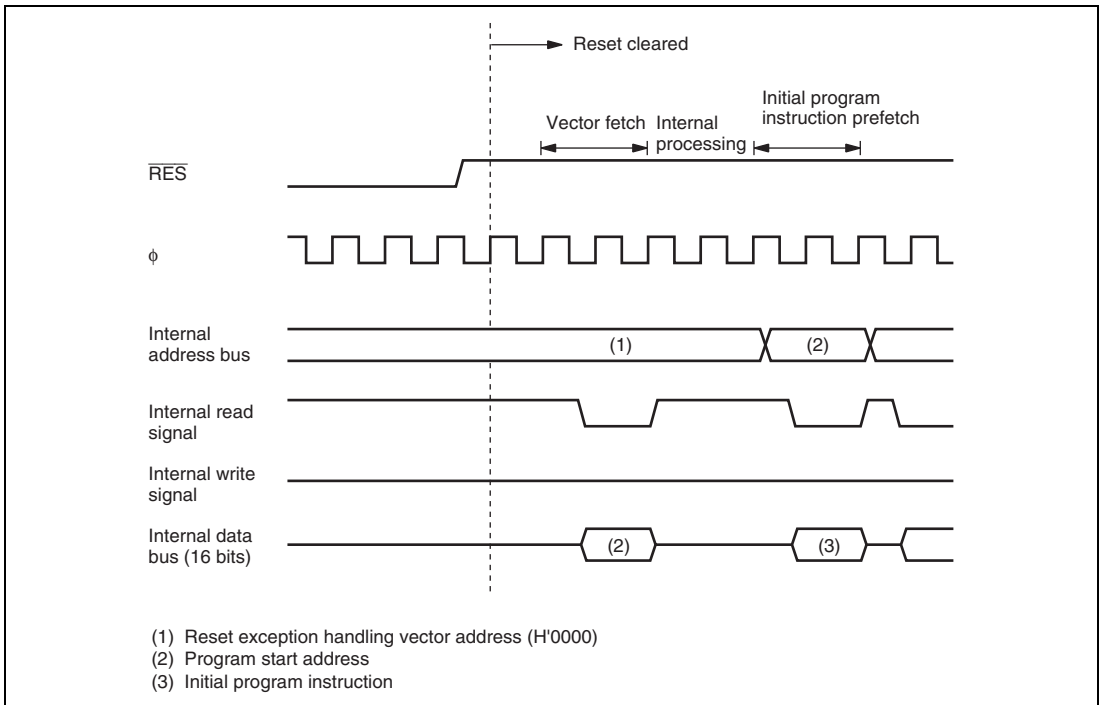 Reset cleared
Initial program
instruction prefetch
Vector fetch
Internal
processing
R̅E̅S̅
ϕ
Internal
address bus
(1)
(2)
Internal read
signal
Internal write
signal
Internal data
bus (16 bits)
(2)
(3)
(1) Reset exception handling vector address (H'0000)
(2) Program start address
(3) Initial program instruction